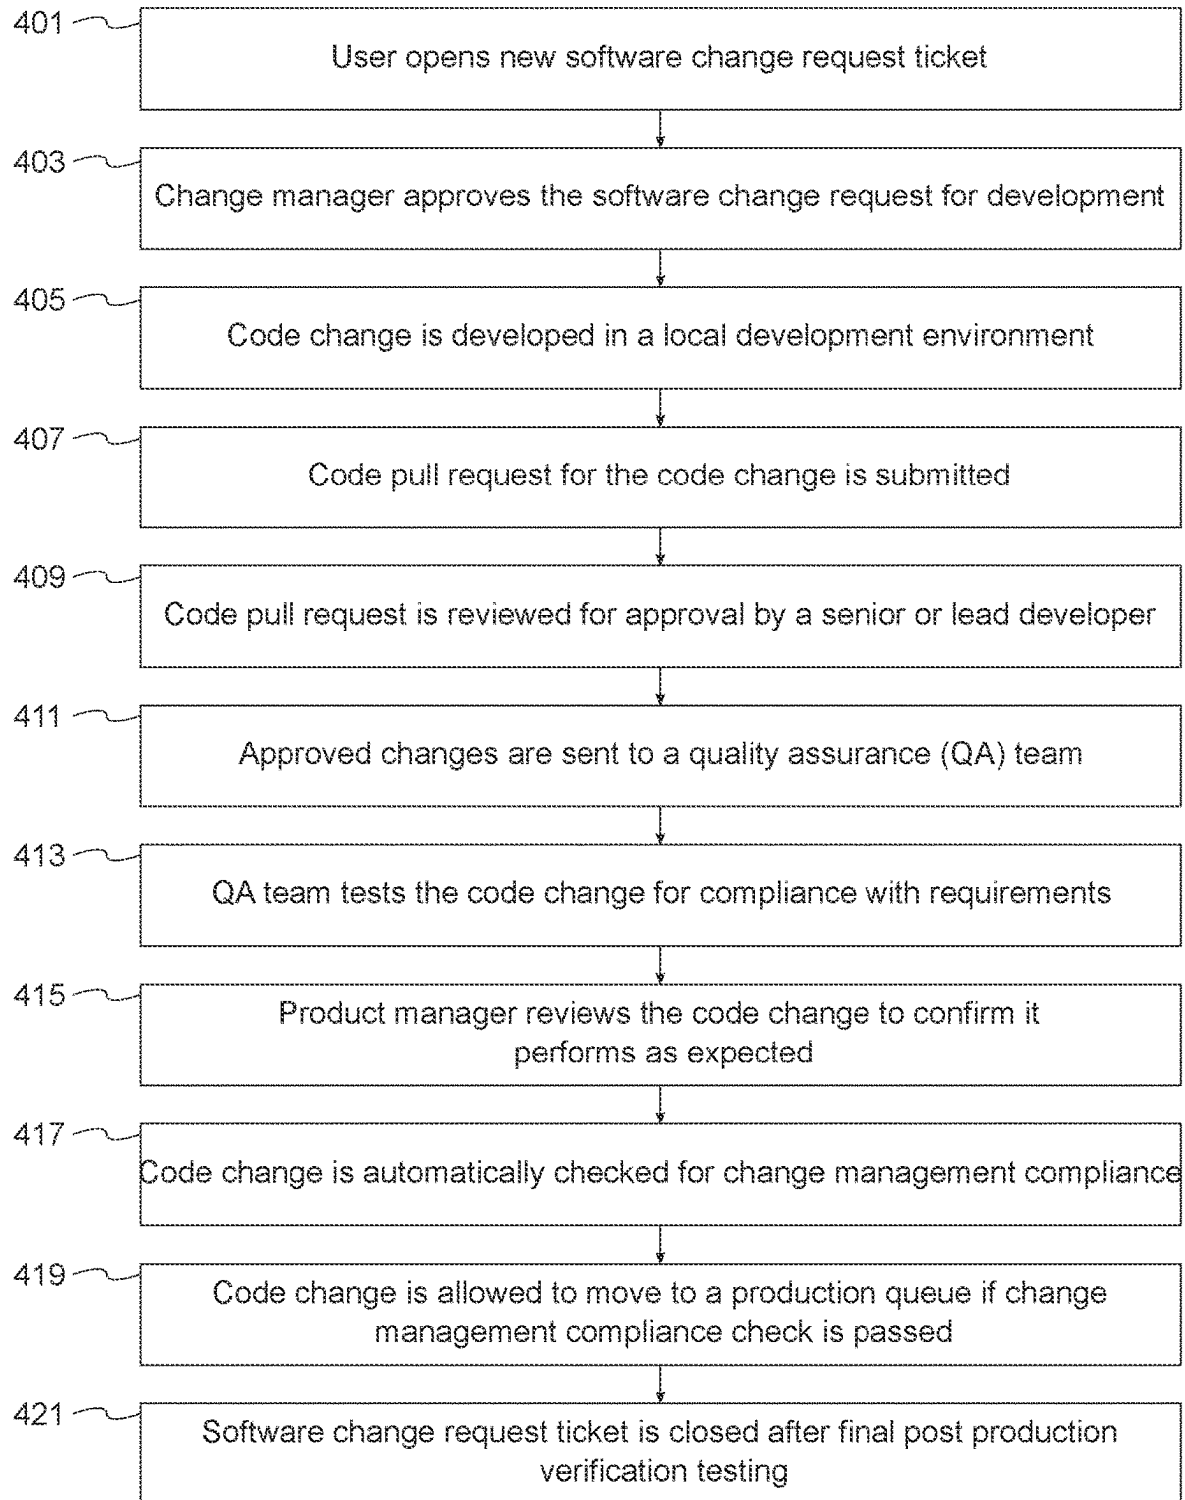 401
User opens new software change request ticket
403
Change manager approves the software change request for development
405
Code change is developed in a local development environment
407
Code pull request for the code change is submitted
409
Code pull request is reviewed for approval by a senior or lead developer
411
Approved changes are sent to a quality assurance (QA) team
413
QA team tests the code change for compliance with requirements
415
Product manager reviews the code change to confirm it
performs as expected
417
Code change is automatically checked for change management compliance
419
Code change is allowed to move to a production queue if change
management compliance check is passed
421
Software change request ticket is closed after final post production
verification testing